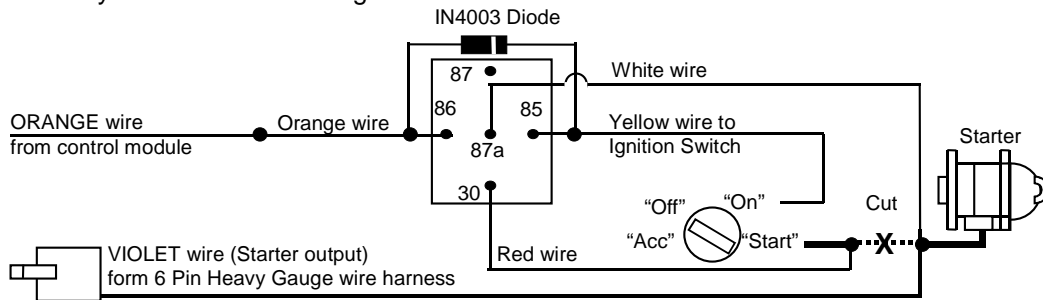 IN4003 Diode
87
White wire
86
85
ORANGE wire
from control module
Orange wire
87a
Yellow wire to
Ignition Switch
Starter
30
“Off”
“On”
Cut
“Acc”
“Start”
X
VIOLET wire (Starter output)
form 6 Pin Heavy Gauge wire harness
Red wire